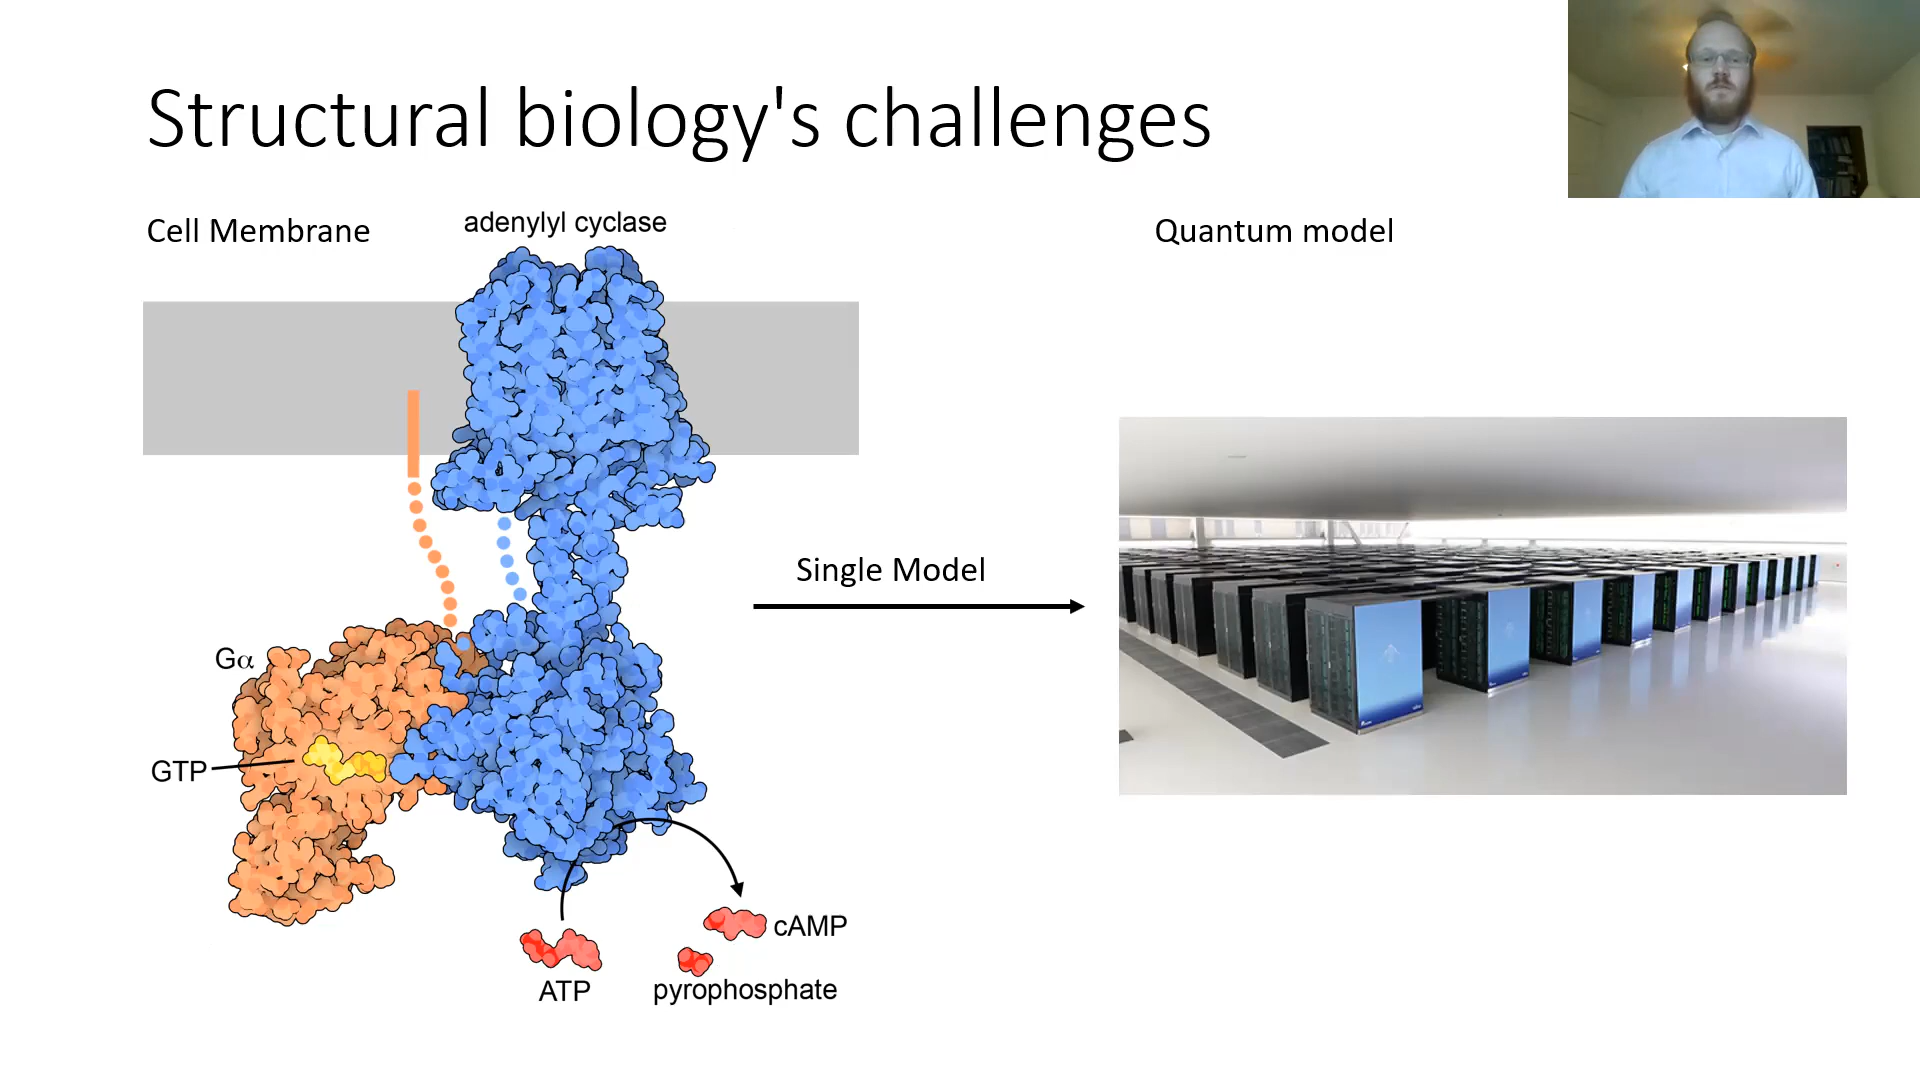 Structural biology's challenges
Cell Membrane
adenylyl cyclase
Quantum model
Single Model
Gα
GTP
cAMP
ATP
pyrophosphate